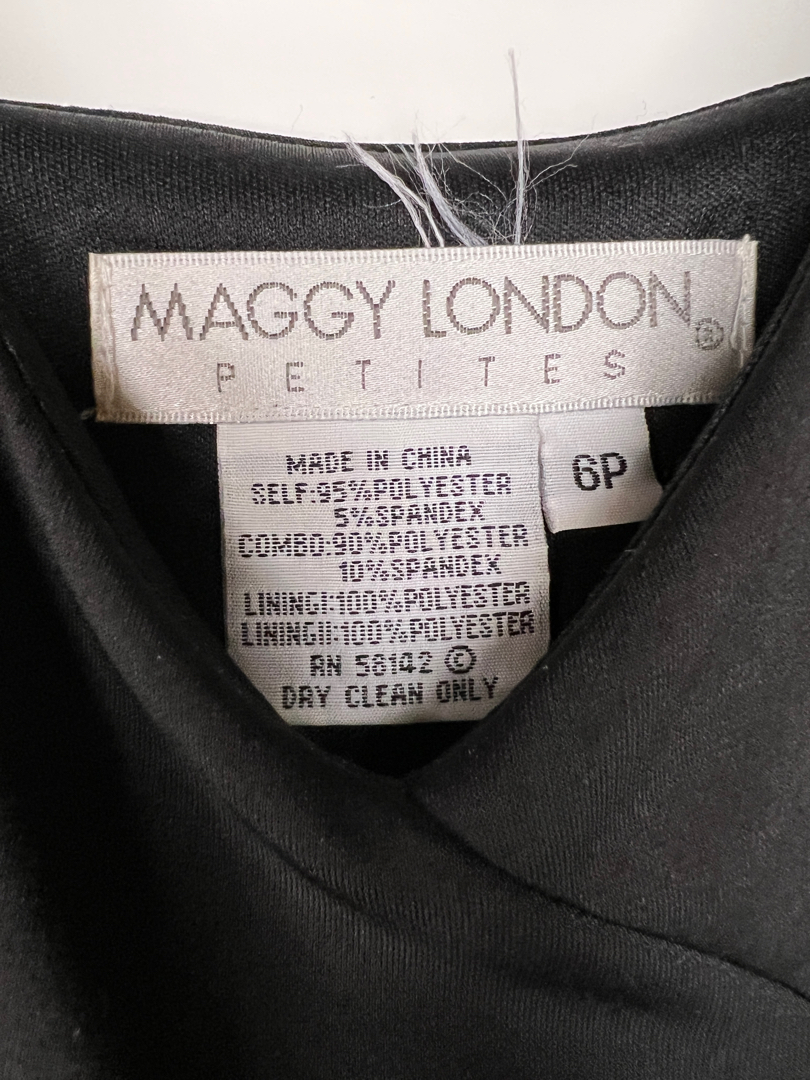 MAGGY LONDON®
PETITES
6P
MADE IN CHINA
SELF:95%POLYESTER
5%SPANDEX
COMBO:90%POLYESTER
10%SPANDEX
LININGI:100%POLYESTER
LININGII:100%POLYESTER
RN 58142 ©
DRY CLEAN ONLY